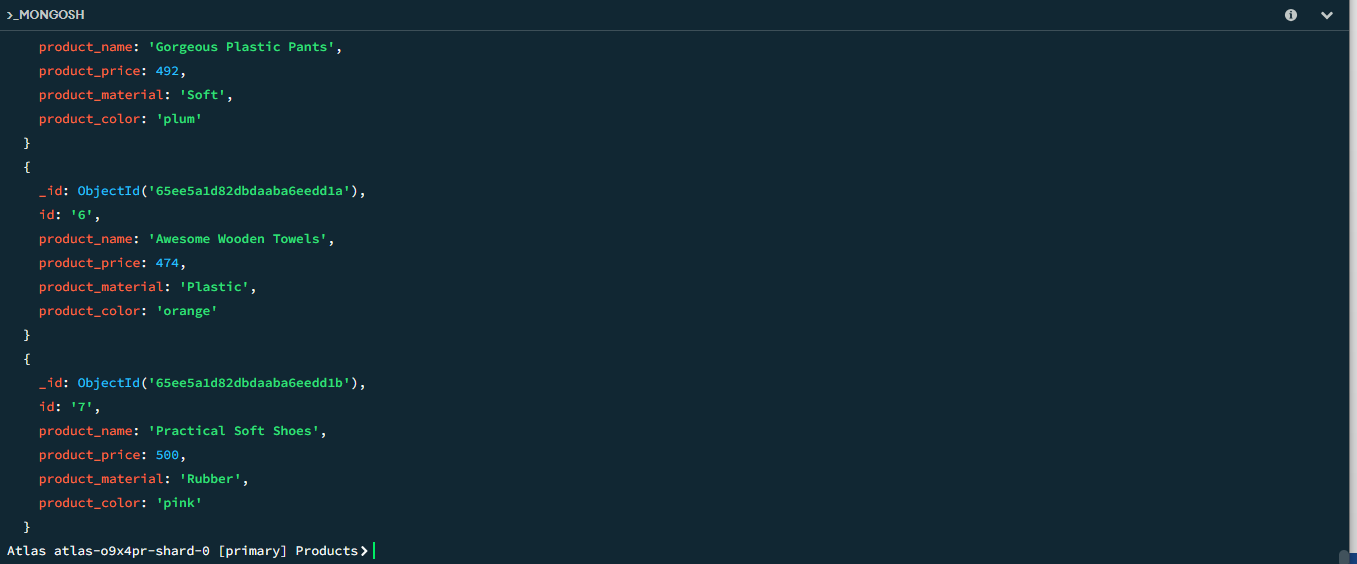 >_MONGOSH
product_name: 'Gorgeous Plastic Pants',
product_price: 492,
product_material: 'Soft',
product_color: 'plum'
}
{
_id: ObjectId('65ee5a1d82dbdaaba6eedd1a'),
id: '6',
product_name: 'Awesome Wooden Towels',
product_price: 474,
product_material: 'Plastic',
product_color: 'orange'
}
{
_id: ObjectId('65ee5a1d82dbdaaba6eedd1b'),
id: '7',
product_name: 'Practical Soft Shoes',
product_price: 500,
product_material: 'Rubber',
product_color: 'pink'
}
Atlas atlas-o9x4pr-shard-0 [primary] Products>